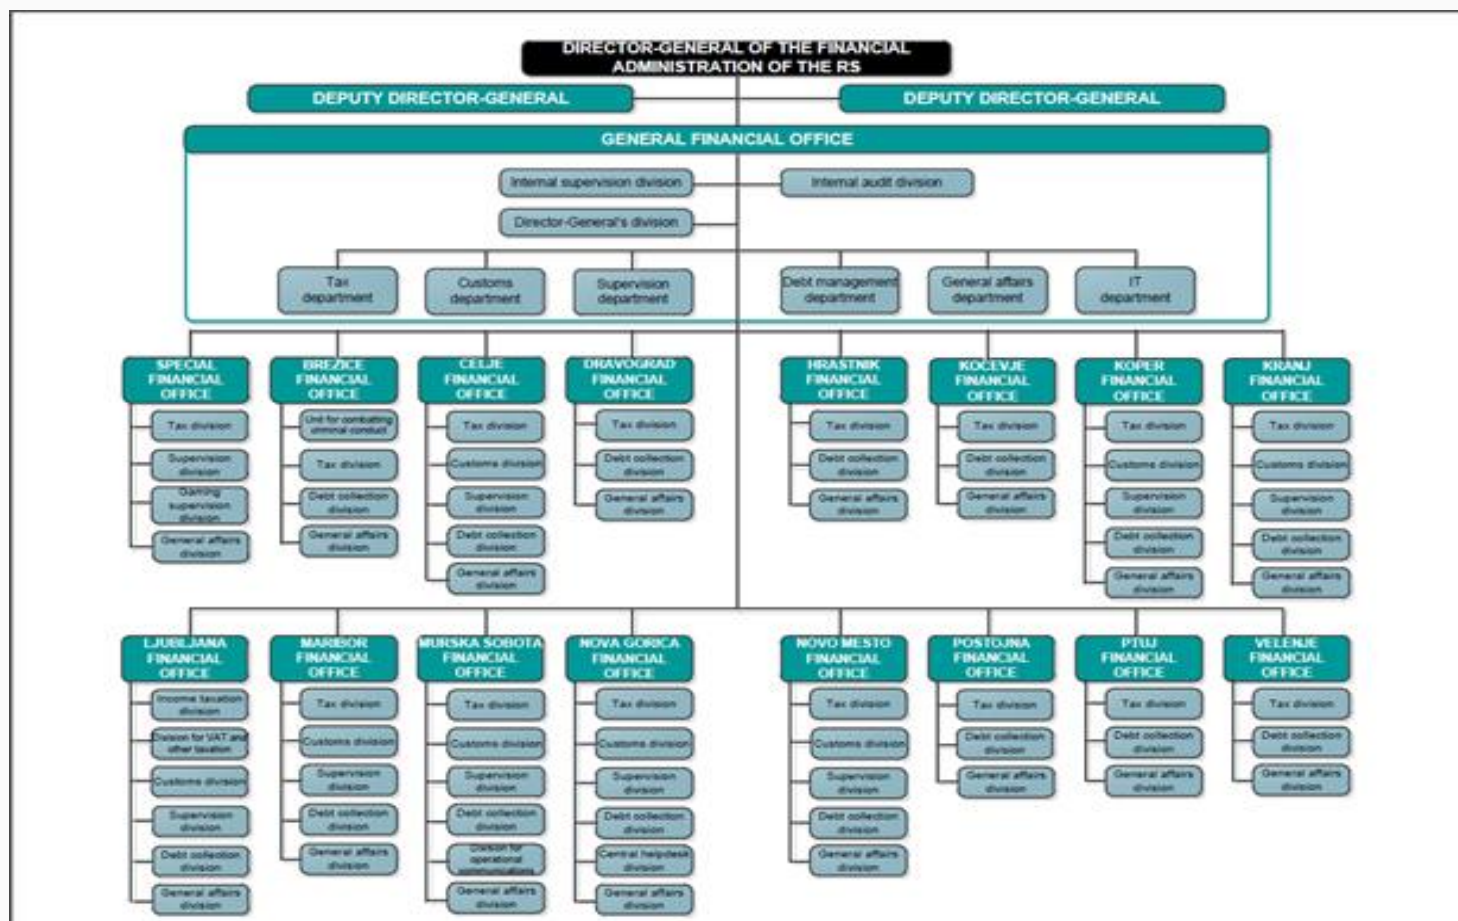 DIRECTOR-GENERAL OF THE FINANCIAL
ADMINISTRATION OF THE RS
DEPUTY DIRECTOR-GENERAL
DEPUTY DIRECTOR-GENERAL
GENERAL FINANCIAL OFFICE
Internal supervision division
Internal audit division
Director-General's division
Tax
department
Customs
department
Supervision
department
Debt management
department
General affairs
department
IT
department
SPECIAL
FINANCIAL
OFFICE
Tax division
Supervision
division
Gaming
supervision
division
General affairs
division
BREŽICE
FINANCIAL
OFFICE
Unit for combatting
criminal conduct
Tax division
Debt collection
division
General affairs
division
CELJE
FINANCIAL
OFFICE
Tax division
Customs division
Supervision
division
Debt collection
division
General affairs
division
DRAVOGRAD
FINANCIAL
OFFICE
Tax division
Debt collection
division
General affairs
division
HRASTNIK
FINANCIAL
OFFICE
Tax division
Debt collection
division
General affairs
division
KOČEVJE
FINANCIAL
OFFICE
Tax division
Debt collection
division
General affairs
division
KOPER
FINANCIAL
OFFICE
Tax division
Customs division
Supervision
division
Debt collection
division
General affairs
division
KRANJ
FINANCIAL
OFFICE
Tax division
Customs division
Supervision
division
Debt collection
division
General affairs
division
LJUBLJANA
FINANCIAL
OFFICE
Income taxation
division
Division for VAT and
other taxation
Customs division
Supervision
division
Debt collection
division
General affairs
division
MARIBOR
FINANCIAL
OFFICE
Tax division
Customs division
Supervision
division
Debt collection
division
General affairs
division
MURSKA SOBOTA
FINANCIAL
OFFICE
Tax division
Customs division
Supervision
division
Debt collection
division
Division for
operational
communications
General affairs
division
NOVA GORICA
FINANCIAL
OFFICE
Tax division
Customs division
Supervision
division
Debt collection
division
Central helpdesk
division
General affairs
division
NOVO MESTO
FINANCIAL
OFFICE
Tax division
Customs division
Supervision
division
Debt collection
division
General affairs
division
POSTOJNA
FINANCIAL
OFFICE
Tax division
Debt collection
division
General affairs
division
PTUJ
FINANCIAL
OFFICE
Tax division
Debt collection
division
General affairs
division
VELENJE
FINANCIAL
OFFICE
Tax division
Debt collection
division
General affairs
division